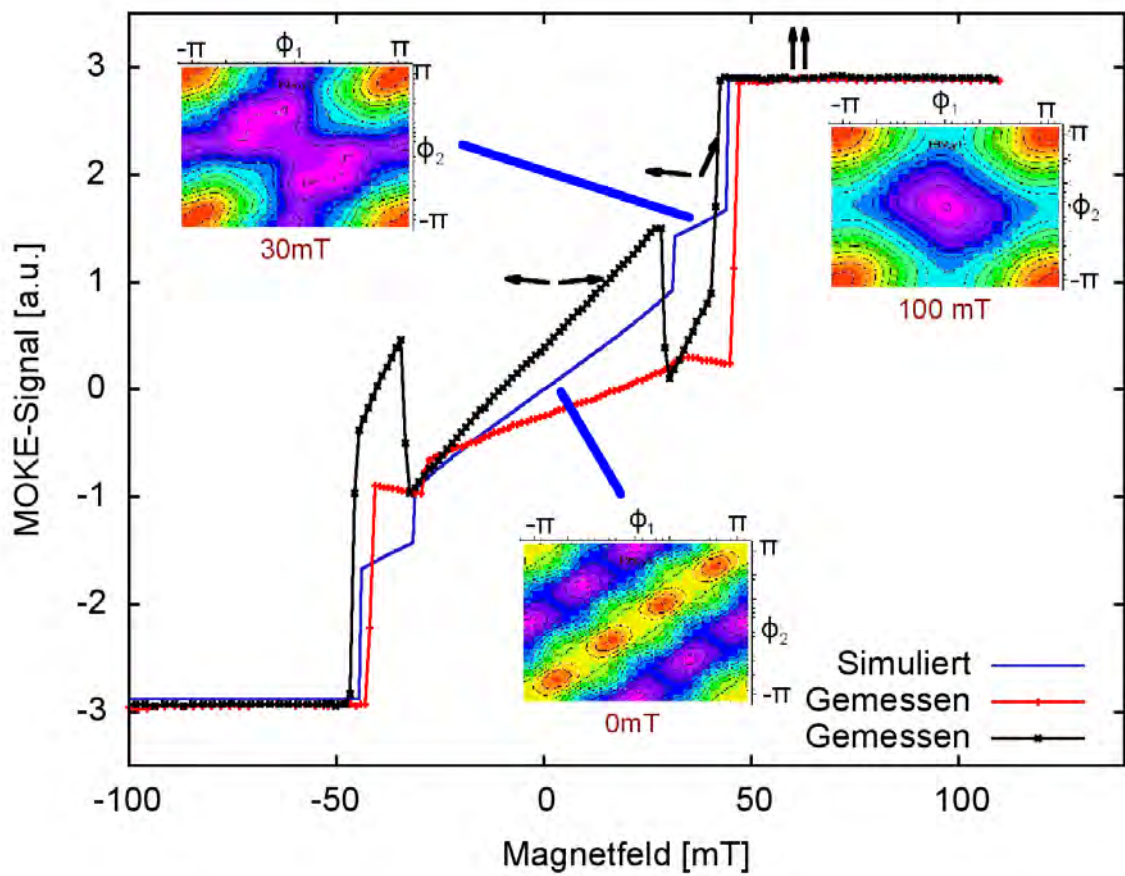 MOKE-Signal [a.u.]
3
2
1
0
-1
-2
-3
-100
-50
0
50
100
Magnetfeld [mT]
-π ϕ₁ π
π
ϕ₂
-π
30mT
-π ϕ₁ π
π
ϕ₂
-π
100 mT
-π ϕ₁ π
π
ϕ₂
-π
0mT
Simuliert
Gemessen
Gemessen